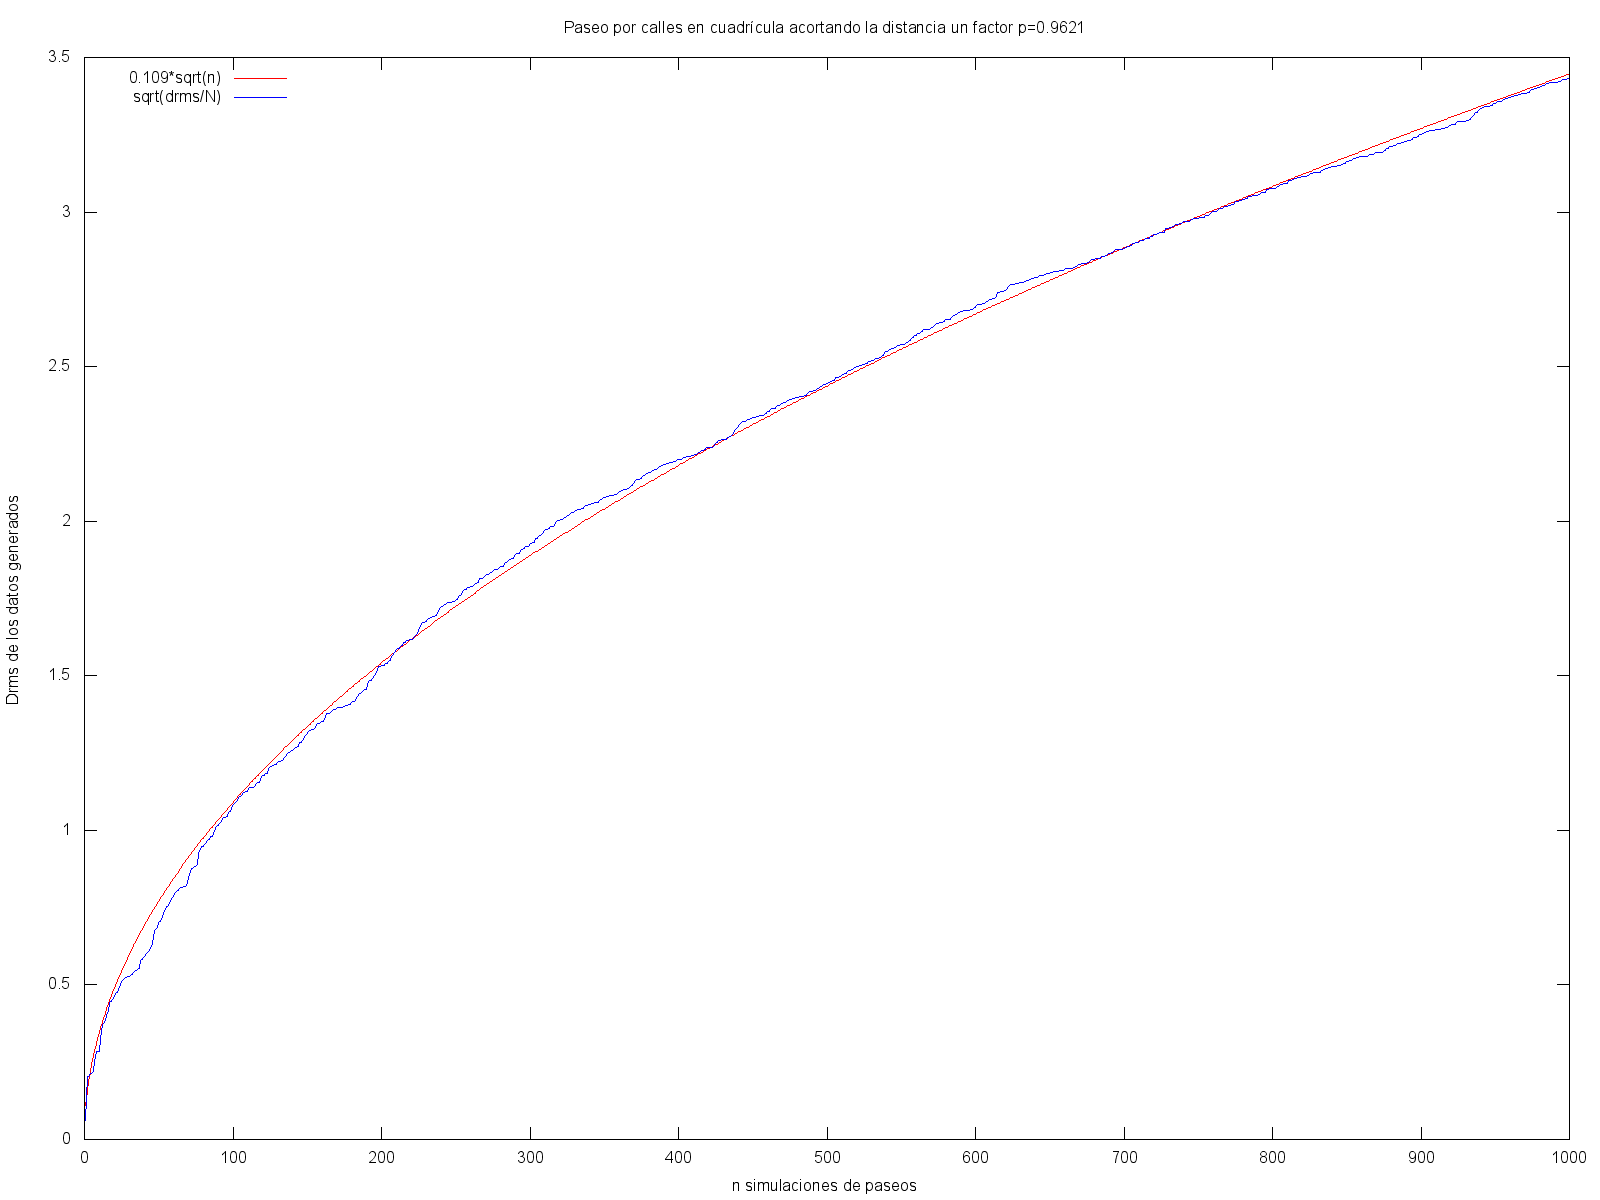 Paseo por calles en cuadrícula acortando la distancia un factor p=0.9621
3.5
0.109*sqrt(n)
sqrt(drms/N)
3
2.5
2
1.5
1
0.5
0
Drms de los datos generados
0 100 200 300 400 500 600 700 800 900 1000
n simulaciones de paseos